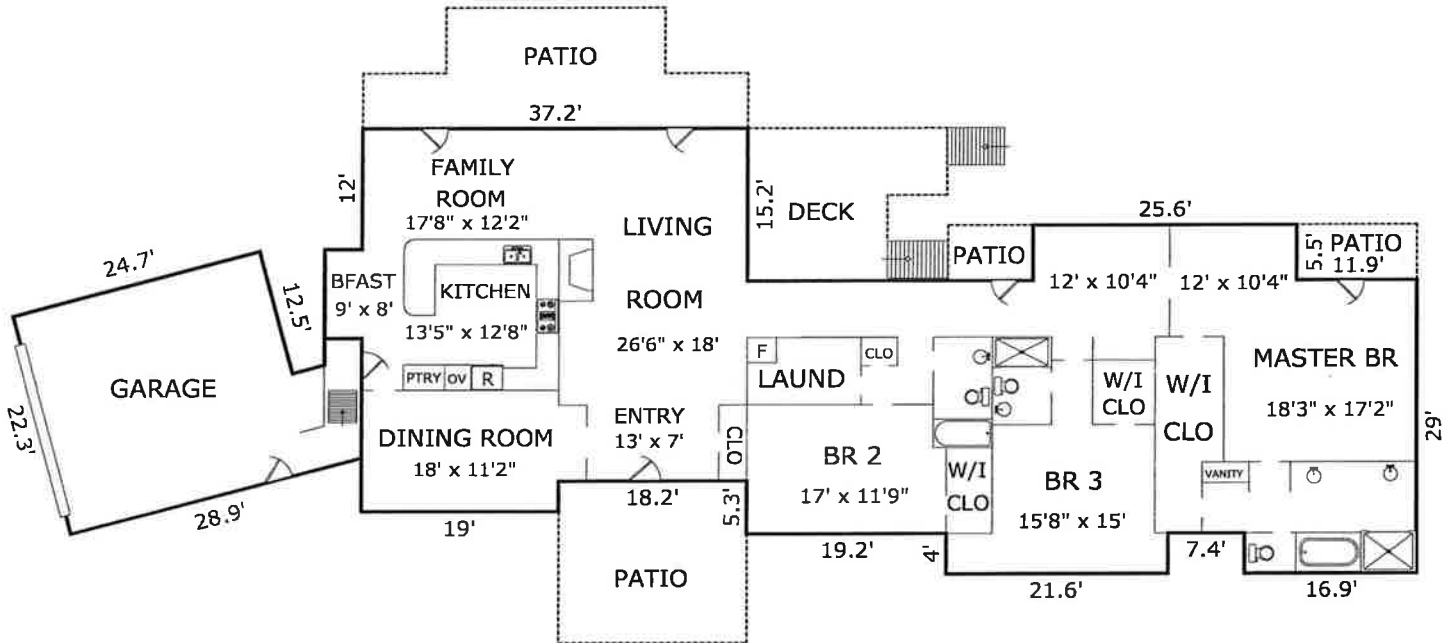 PATIO
37.2'
FAMILY
ROOM
17'8" x 12'2"
12'
LIVING
ROOM
26'6" x 18'
15.2'
DECK
25.6'
PATIO
5.5'
PATIO
11.9'
24.7'
12.5'
BFAST
9' x 8'
KITCHEN
13'5" x 12'8"
12' x 10'4"
12' x 10'4"
GARAGE
22.3'
28.9'
PTRY
OV
R
F
CLO
LAUND
W/I
CLO
W/I
CLO
MASTER BR
18'3" x 17'2"
29'
DINING ROOM
18' x 11'2"
ENTRY
13' x 7'
CLO
BR 2
17' x 11'9"
W/I
CLO
BR 3
15'8" x 15'
VANITY
19'
18.2'
5.3'
19.2'
4'
21.6'
7.4'
16.9'
PATIO